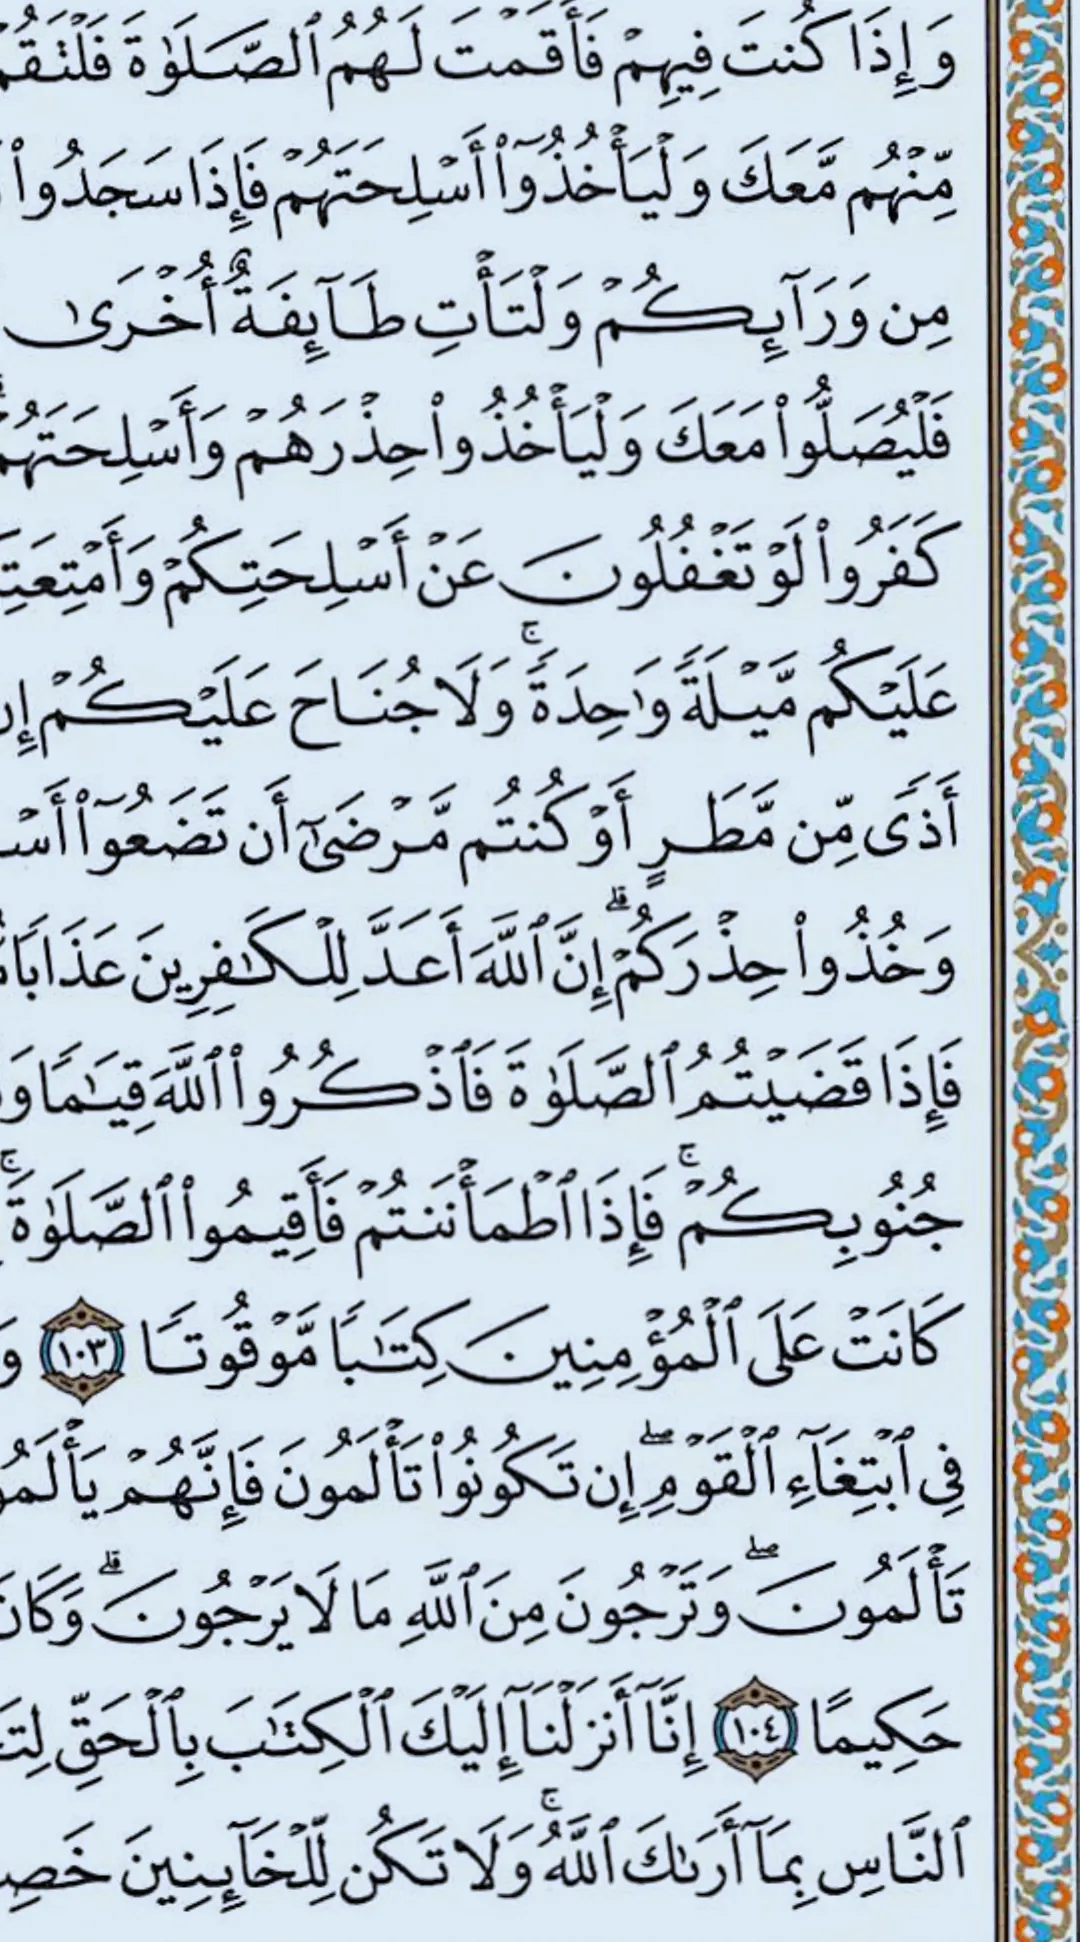 وَإِذَا كُنتَ فِيهِمْ فَأَقَمْتَ لَهُمُ ٱلصَّلَوٰةَ
مِّنْهُم مَّعَكَ وَلْيَأْخُذُوٓا۟ أَسْلِحَتَهُمْ فَإِذَا سَجَدُوا۟
مِن وَرَآئِكُمْ وَلْتَأْتِ طَآئِفَةٌ أُخْرَىٰ
فَلْيُصَلُّوا۟ مَعَكَ وَلْيَأْخُذُوا۟ حِذْرَهُمْ وَأَسْلِحَتَهُمْ
كَفَرُوا۟ لَوْ تَغْفُلُونَ عَنْ أَسْلِحَتِكُمْ
عَلَيْكُم مَّيْلَةً وَٰحِدَةً ۚ وَلَا جُنَاحَ عَلَيْكُمْ إِن
أَذًى مِّن مَّطَرٍ أَوْ كُنتُم مَّرْضَىٰٓ أَن تَضَعُوٓا۟
وَخُذُوا۟ حِذْرَكُمْ ۗ إِنَّ ٱللَّهَ أَعَدَّ لِلْكَـٰفِرِينَ عَذَابًا
فَإِذَا قَضَيْتُمُ ٱلصَّلَوٰةَ فَٱذْكُرُوا۟ ٱللَّهَ قِيَـٰمًا
جُنُوبِكُمْ ۚ فَإِذَا ٱطْمَأْنَنتُمْ فَأَقِيمُوا۟ ٱلصَّلَوٰةَ ۚ
كَانَتْ عَلَى ٱلْمُؤْمِنِينَ كِتَـٰبًا مَّوْقُوتًا ١٠٣
فِى ٱبْتِغَآءِ ٱلْقَوْمِ ۖ إِن تَكُونُوا۟ تَأْلَمُونَ فَإِنَّهُمْ
تَأْلَمُونَ ۖ وَتَرْجُونَ مِنَ ٱللَّهِ مَا لَا يَرْجُونَ ۗ وَكَانَ
حَكِيمًا ١٠٤ إِنَّآ أَنزَلْنَآ إِلَيْكَ ٱلْكِتَـٰبَ بِٱلْحَقِّ
ٱلنَّاسِ بِمَآ أَرَىٰكَ ٱللَّهُ ۚ وَلَا تَكُن لِّلْخَآئِنِينَ